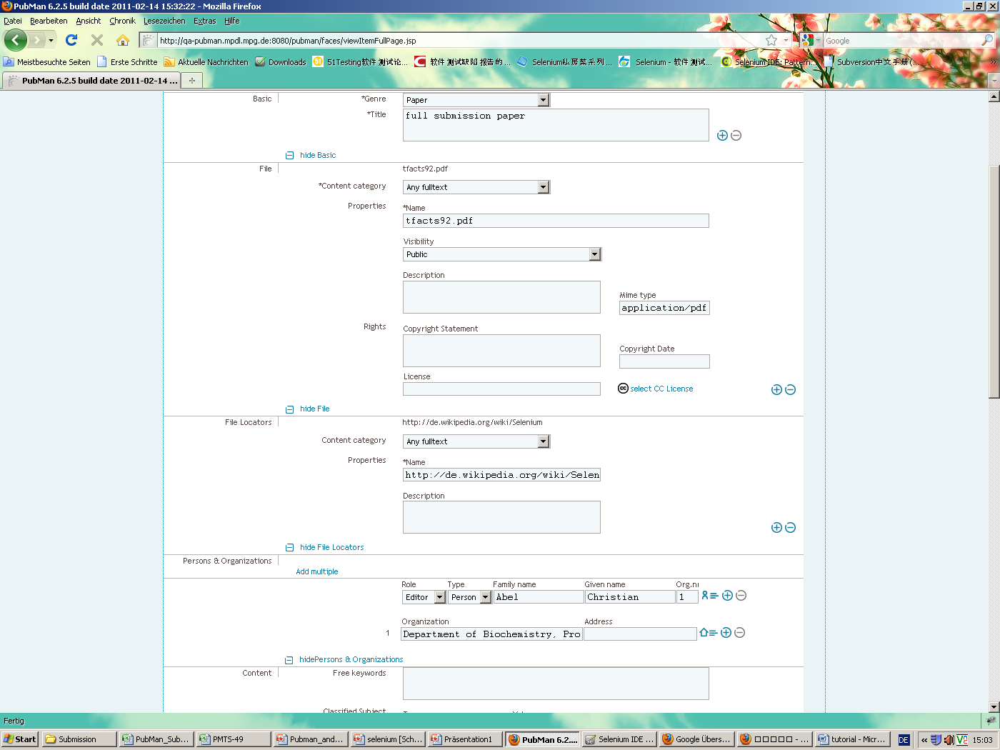 PubMan 6.2.5 build date 2011-02-14 15:32:22 - Mozilla Firefox
Datei Bearbeiten Ansicht Chronik Lesezeichen Extras Hilfe
http://qa-pubman.mpdl.mpg.de:8080/pubman/faces/viewItemFullPage.jsp
Google
Meistbesuchte Seiten Erste Schritte Aktuelle Nachrichten Downloads 51Testing软件测试论... 软件测试缺陷报告的... Selenium私房菜系列... Selenium - 软件测试... Selenium IDE: Pattern... Subversion中文手册(... »
PubMan 6.2.5 build date 2011-02-14 ...
Basic *Genre Paper
*Title full submission paper
hide Basic
File tfacts92.pdf
*Content category Any fulltext
Properties *Name
tfacts92.pdf
Visibility
Public
Description
Mime type
application/pdf
Rights Copyright Statement
Copyright Date
License
cc select CC License
hide File
File Locators http://de.wikipedia.org/wiki/Selenium
Content category Any fulltext
Properties *Name
http://de.wikipedia.org/wiki/Selen
Description
hide File Locators
Persons & Organizations
Add multiple
Role Type Family name Given name Org.nr
Editor Person Abel Christian 1
Organization Address
1 Department of Biochemistry, Pro
hidePersons & Organizations
Content Free keywords
Classified Subject
Fertig
Start Submission PubMan_Sub... PMTS-49 Pubman_and... selenium [Sch... Präsentation1 PubMan 6.2.... Selenium IDE ... Google Übers... □□□□□ - ... tutorial - Micr... DE « 15:03